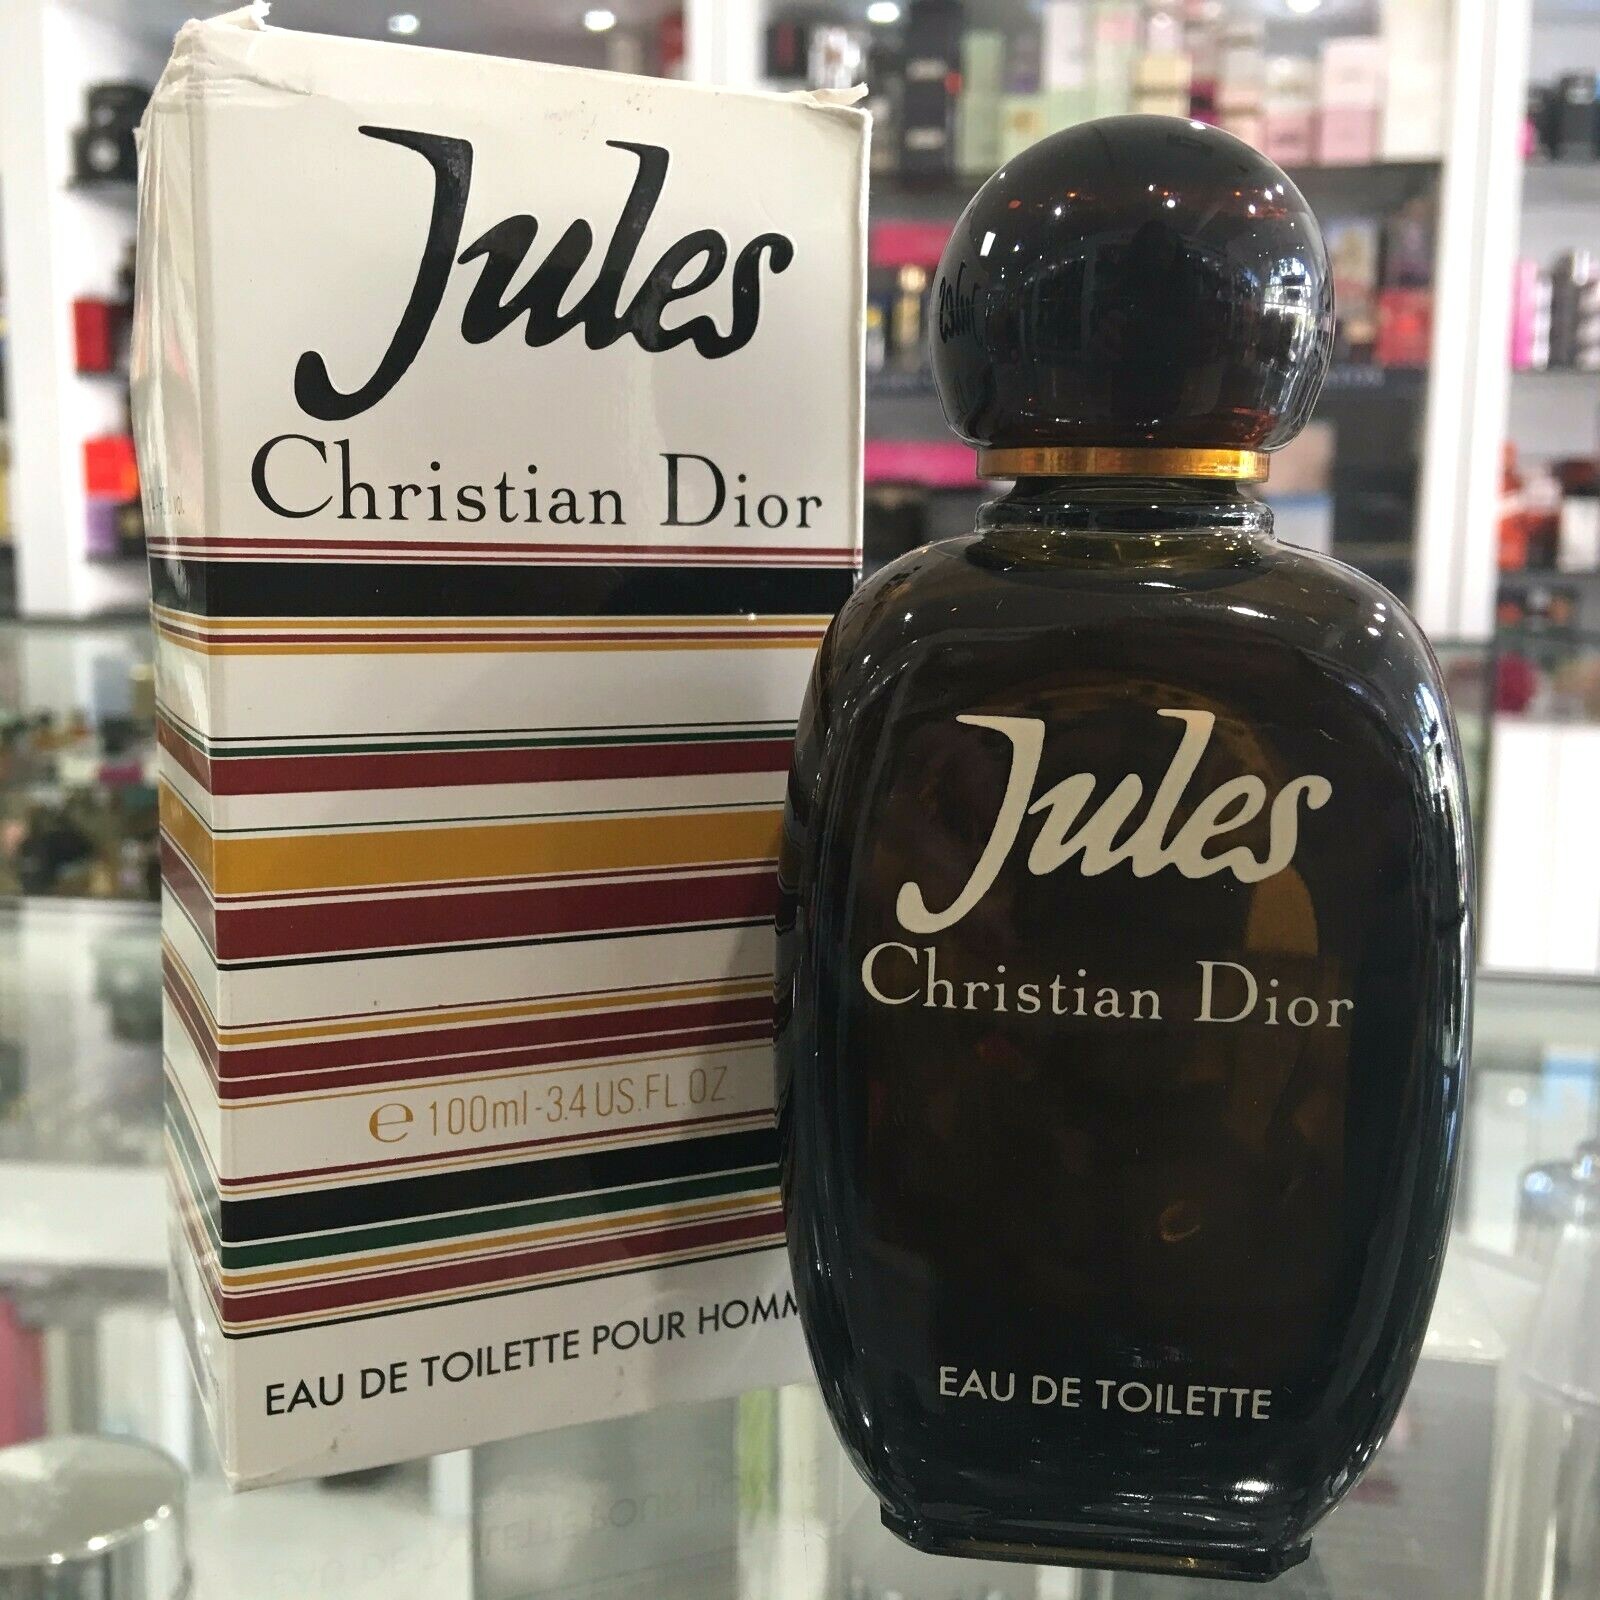 Jules
Christian Dior
℮ 100ml-3.4 US.FL.OZ.
EAU DE TOILETTE POUR HOMM
Jules
Christian Dior
EAU DE TOILETTE